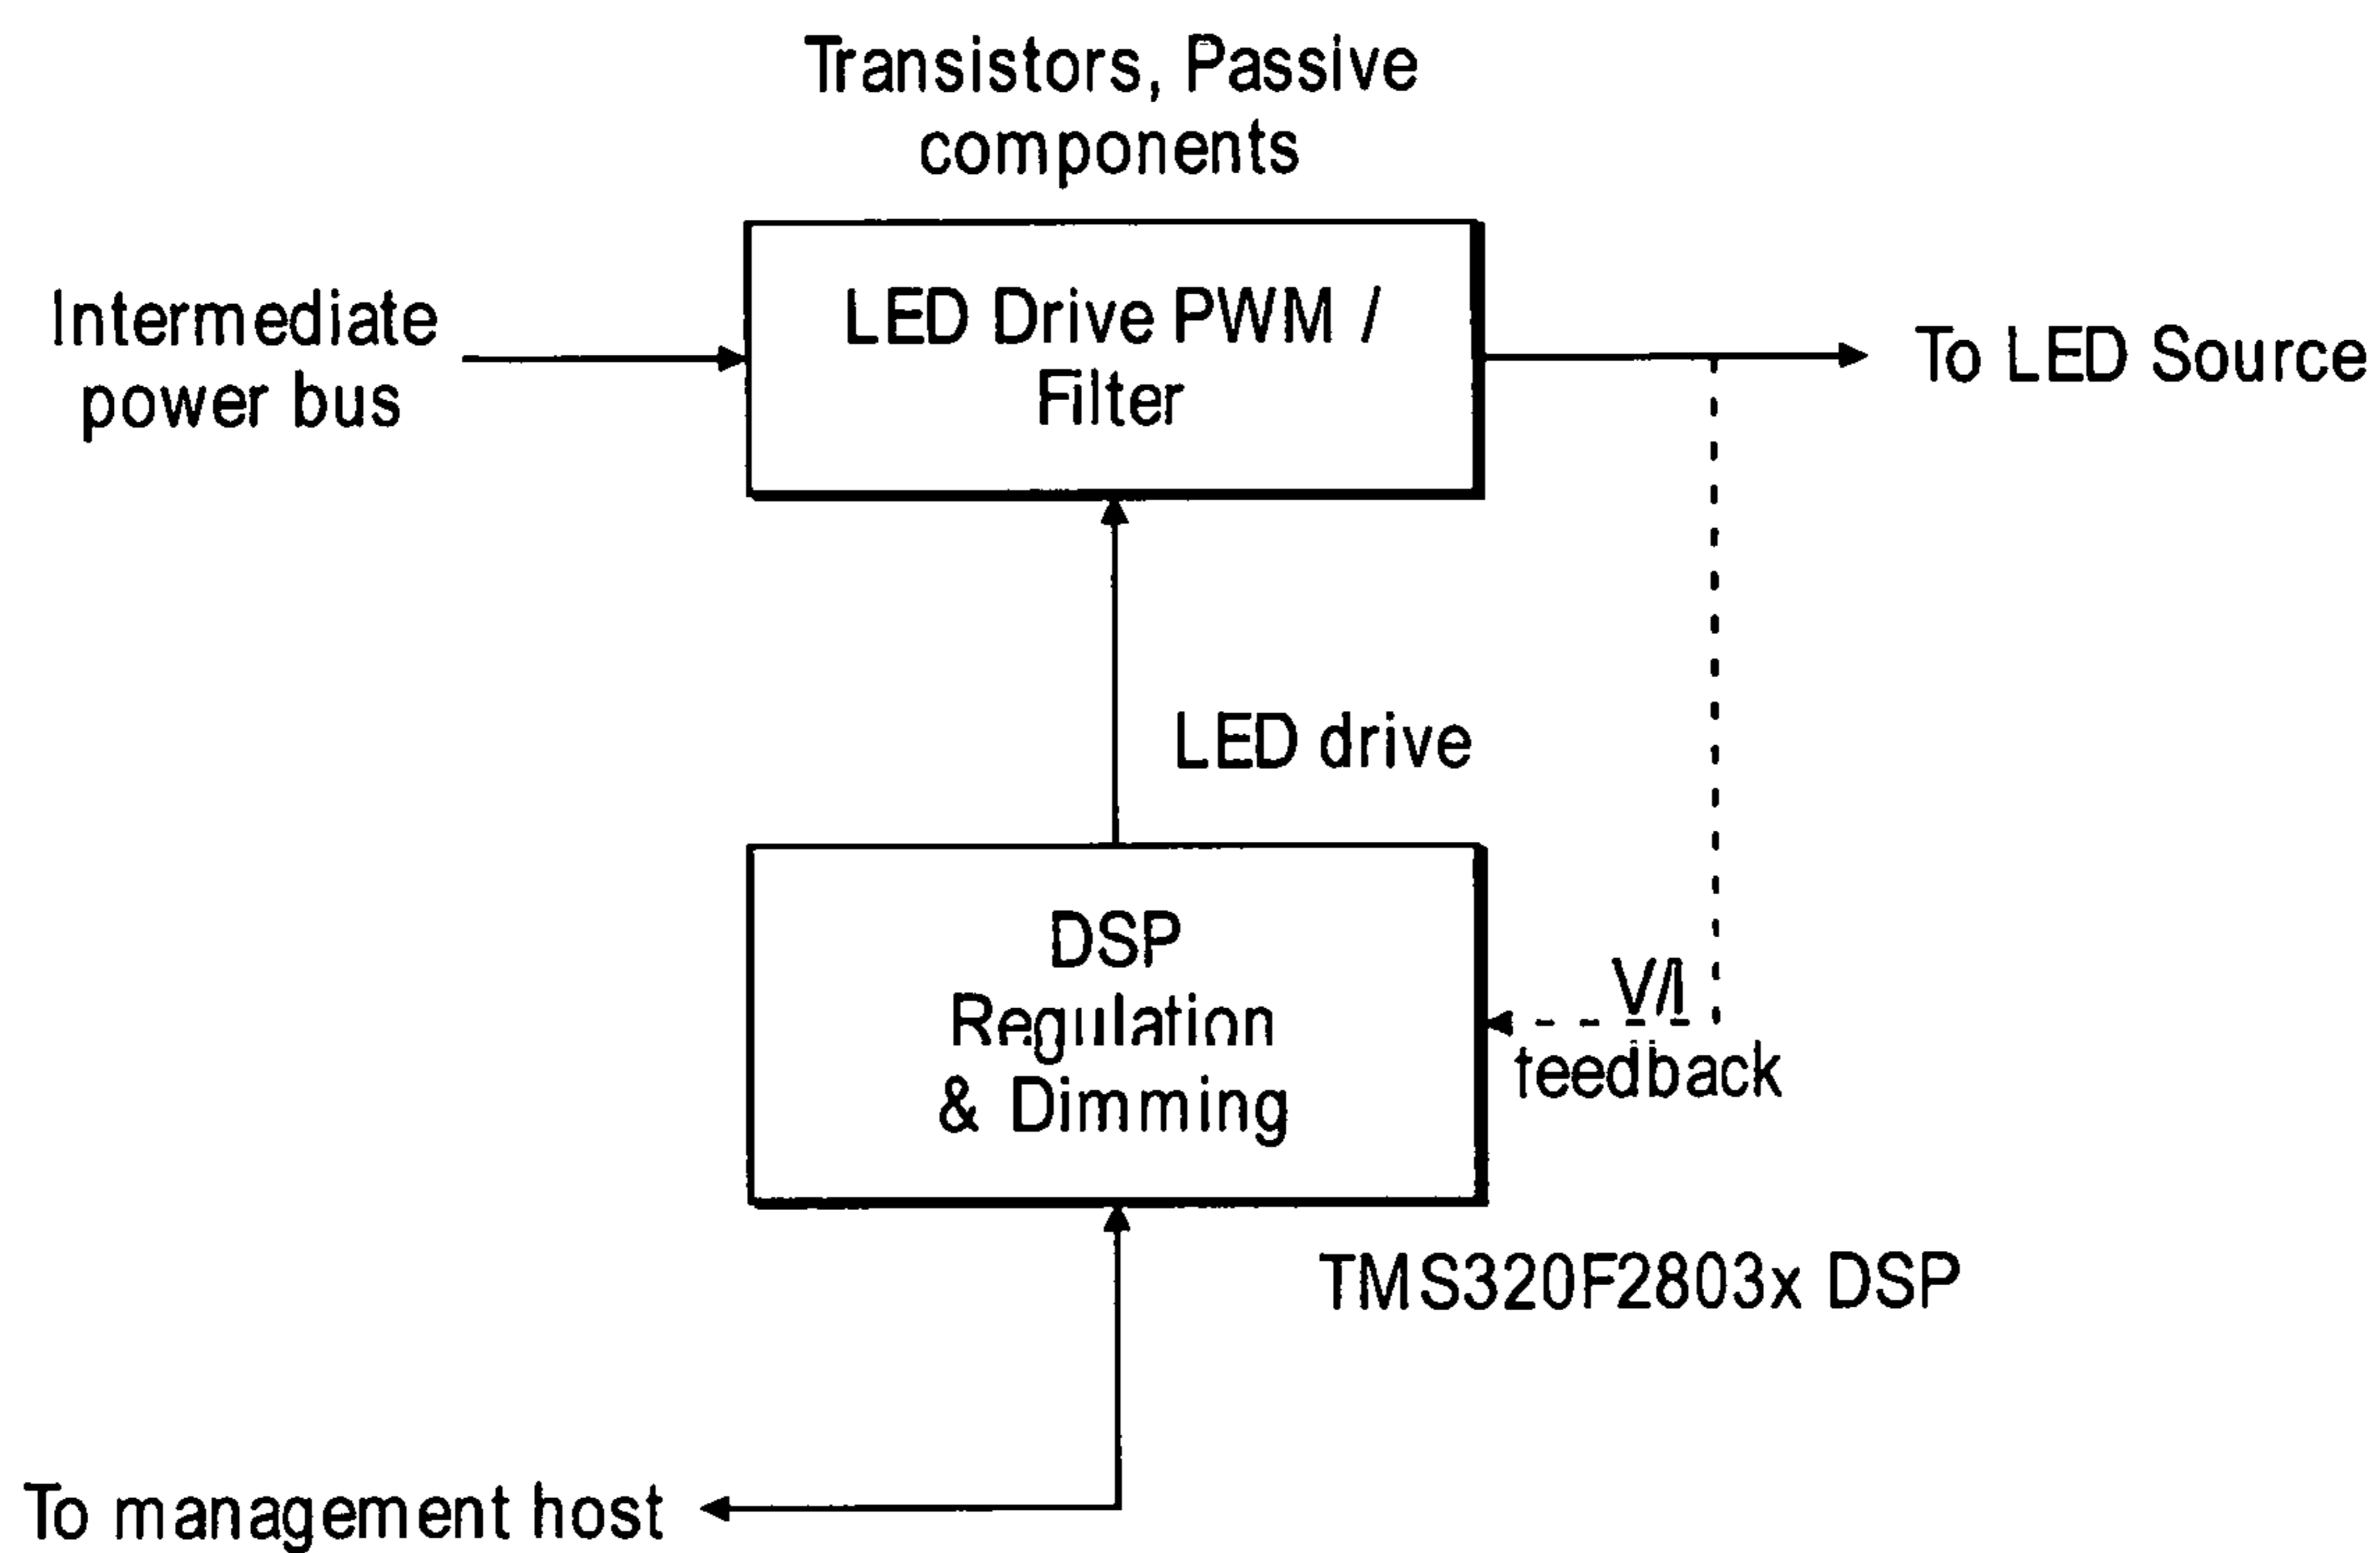 Transistors, Passive
components
Intermediate
power bus
LED Drive PWM /
Filter
To LED Source
LED drive
DSP
Regulation
& Dimming
V/I
feedback
TMS320F2803x DSP
To management host